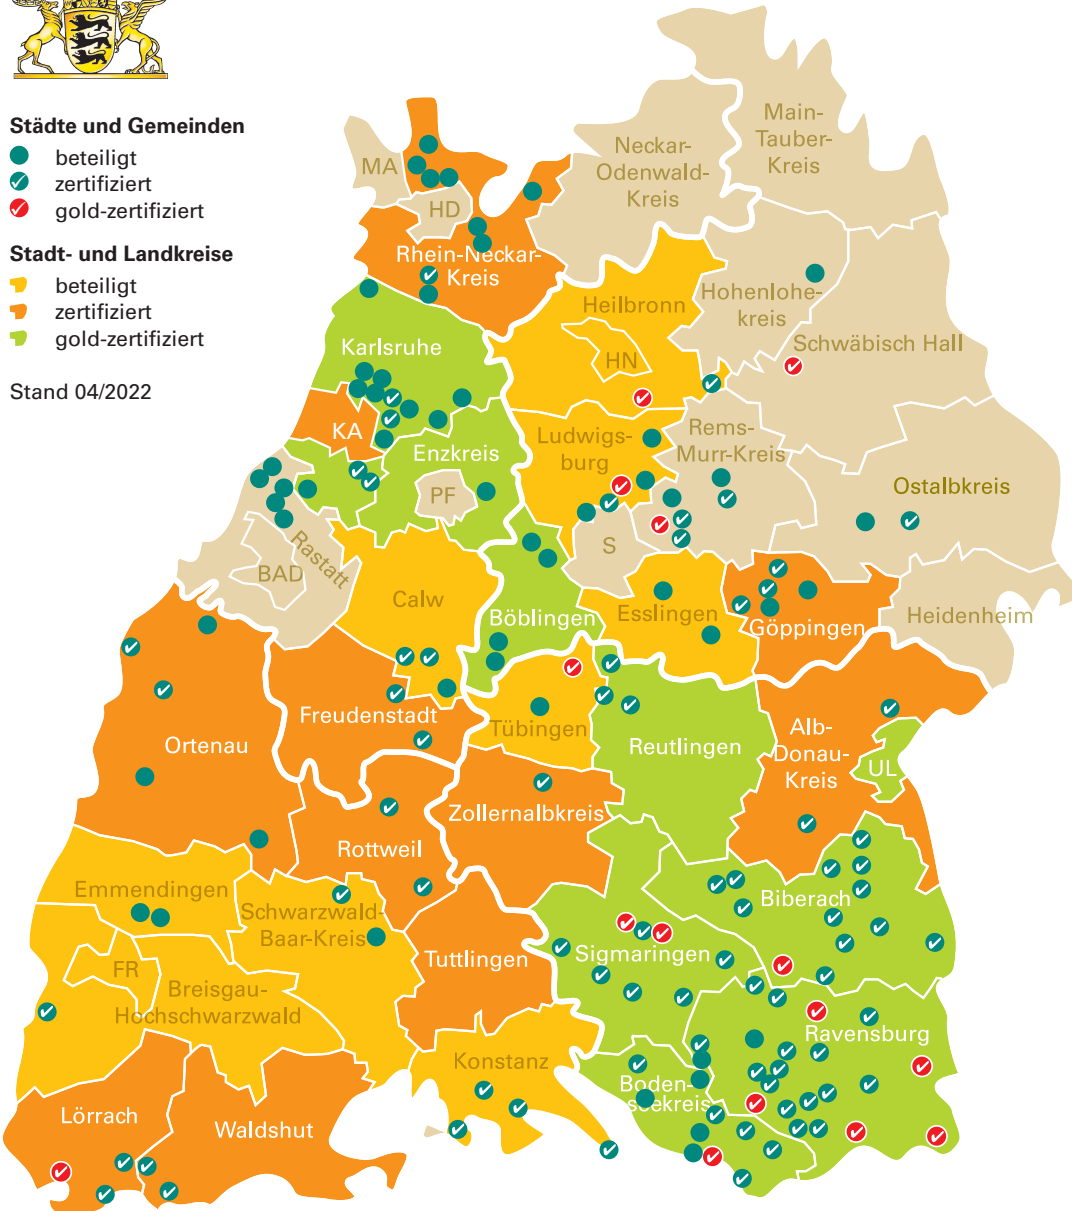 Städte und Gemeinden
beteiligt
zertifiziert
gold-zertifiziert
Stadt- und Landkreise
beteiligt
zertifiziert
gold-zertifiziert
Stand 04/2022
Main-
Tauber-
Kreis
Neckar-
Odenwald-
Kreis
MA
HD
Rhein-Neckar-
Kreis
Heilbronn
HN
Hohenlohe-
kreis
Schwäbisch Hall
Karlsruhe
KA
Enzkreis
PF
Ludwigs-
burg
Rems-
Murr-Kreis
Ostalbkreis
S
Rastatt
BAD
Calw
Böblingen
Esslingen
Göppingen
Heidenheim
Freudenstadt
Tübingen
Reutlingen
Alb-
Donau-
Kreis
UL
Ortenau
Zollernalbkreis
Rottweil
Emmendingen
Schwarzwald-
Baar-Kreis
Biberach
Tuttlingen
Sigmaringen
FR
Breisgau-
Hochschwarzwald
Ravensburg
Konstanz
Boden-
seekreis
Lörrach
Waldshut